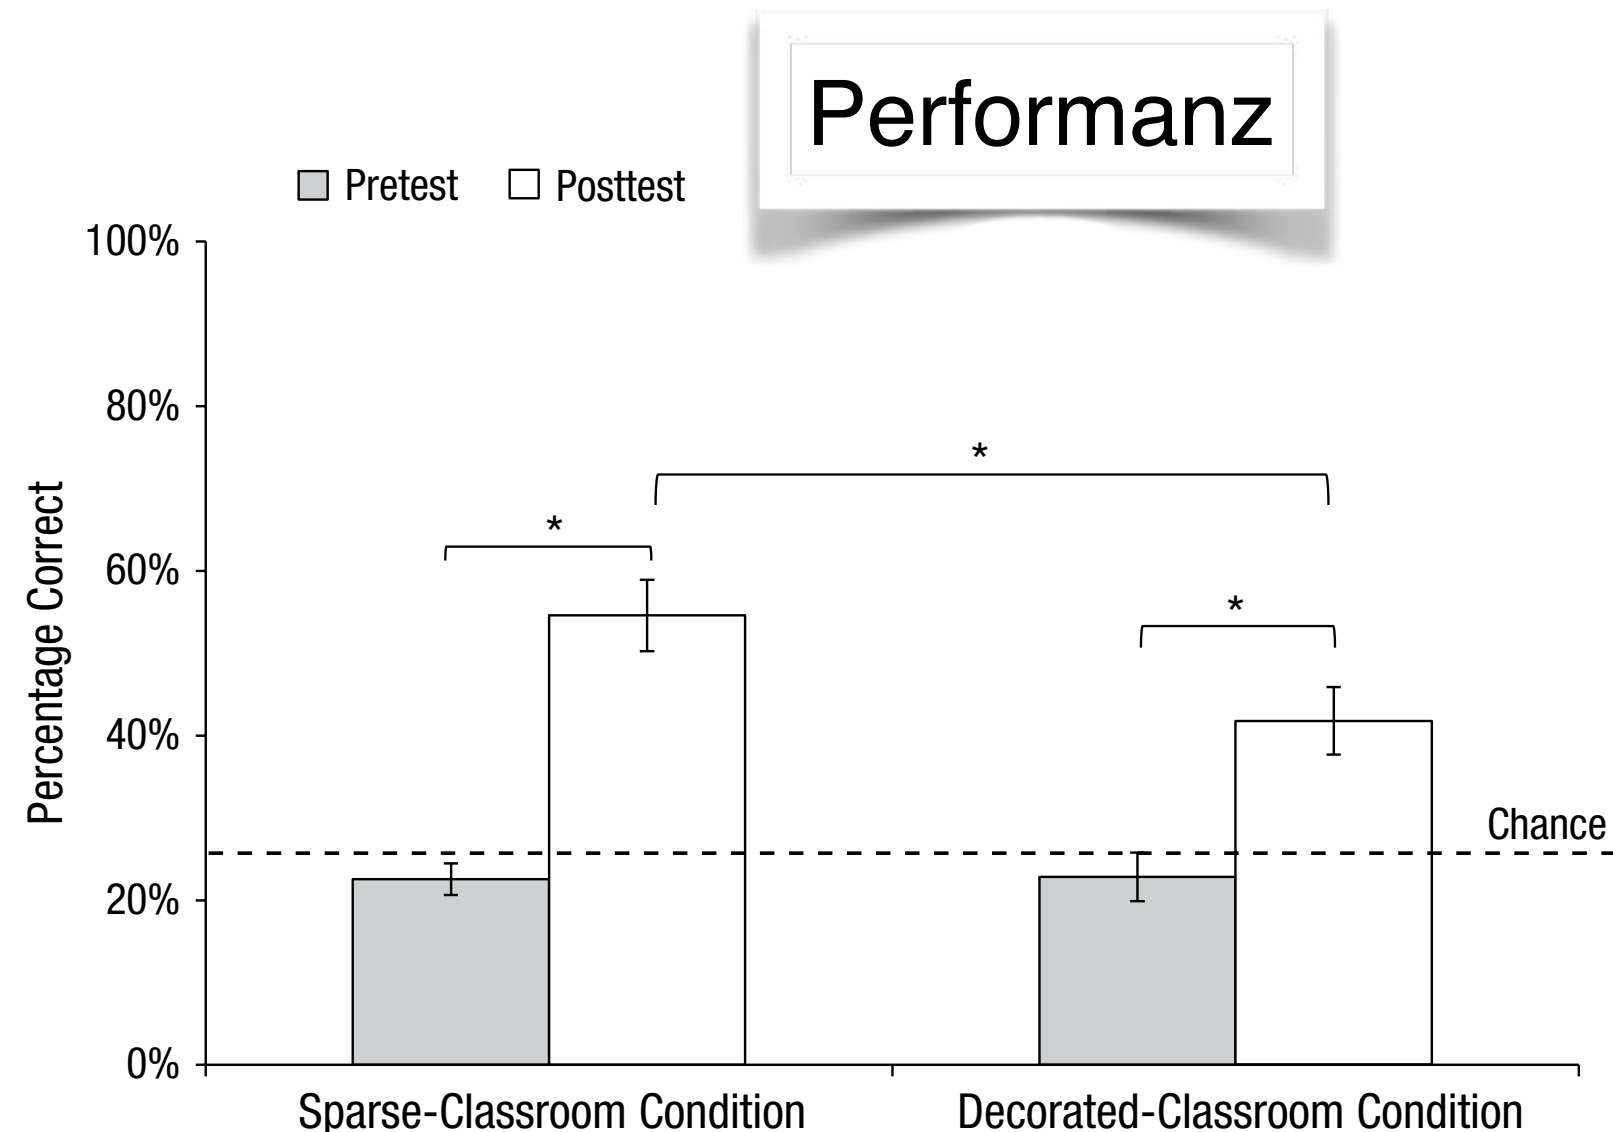 Performanz
Pretest Posttest
100%
80%
60%
40%
20%
0%
Percentage Correct
*
*
*
Chance
Sparse-Classroom Condition Decorated-Classroom Condition